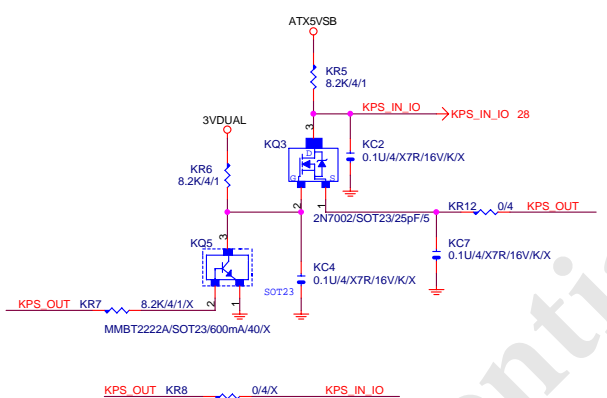 ATX5VSB
KR5
8.2K/4/1
KPS_IN_IO
KPS_IN_IO 28
3VDUAL
3
KQ3
D
G
S
KC2
0.1U/4/X7R/16V/K/X
KR6
8.2K/4/1
2
1
2N7002/SOT23/25pF/5
KR12
0/4
KPS_OUT
3
KQ5
KC4
0.1U/4/X7R/16V/K/X
SOT23
KC7
0.1U/4/X7R/16V/K/X
KPS_OUT
KR7
8.2K/4/1/X
2
1
MMBT2222A/SOT23/600mA/40/X
KPS_OUT
KR8
0/4/X
KPS_IN_IO